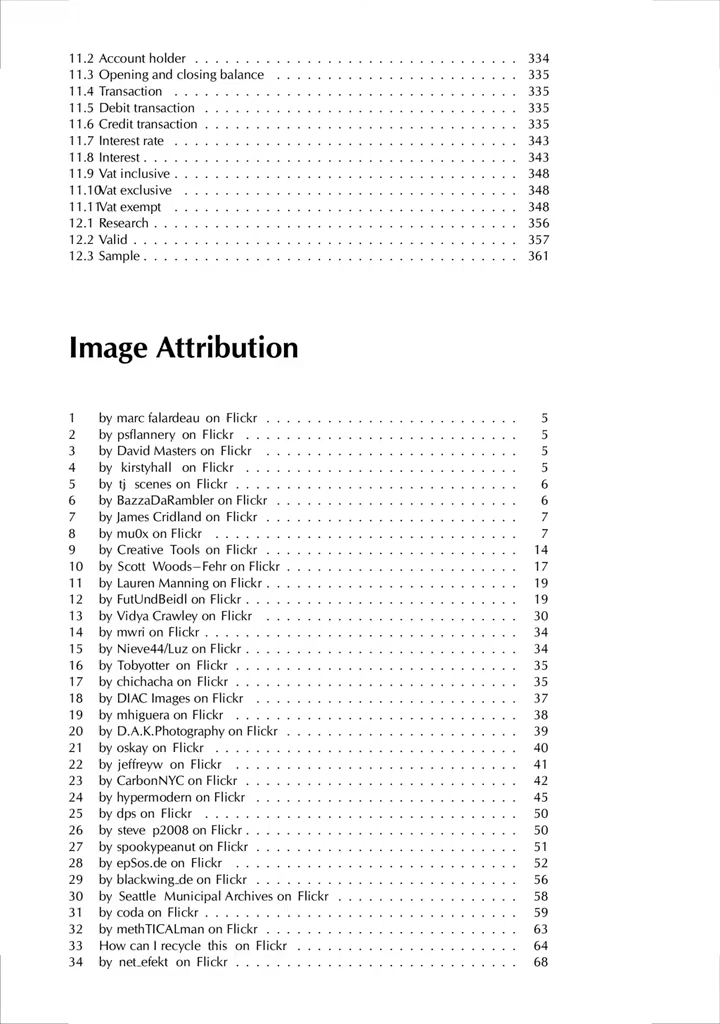 11.2 Account holder . . . . . . . . . . . . . . . . . . . . . . . . . . . . . . . . 334
11.3 Opening and closing balance . . . . . . . . . . . . . . . . . . . . . . . . 335
11.4 Transaction . . . . . . . . . . . . . . . . . . . . . . . . . . . . . . . . . . 335
11.5 Debit transaction . . . . . . . . . . . . . . . . . . . . . . . . . . . . . . . 335
11.6 Credit transaction . . . . . . . . . . . . . . . . . . . . . . . . . . . . . . . 335
11.7 Interest rate . . . . . . . . . . . . . . . . . . . . . . . . . . . . . . . . . . 343
11.8 Interest . . . . . . . . . . . . . . . . . . . . . . . . . . . . . . . . . . . . . 343
11.9 Vat inclusive . . . . . . . . . . . . . . . . . . . . . . . . . . . . . . . . . . 348
11.10Vat exclusive . . . . . . . . . . . . . . . . . . . . . . . . . . . . . . . . . 348
11.11Vat exempt . . . . . . . . . . . . . . . . . . . . . . . . . . . . . . . . . . 348
12.1 Research . . . . . . . . . . . . . . . . . . . . . . . . . . . . . . . . . . . . 356
12.2 Valid . . . . . . . . . . . . . . . . . . . . . . . . . . . . . . . . . . . . . . 357
12.3 Sample . . . . . . . . . . . . . . . . . . . . . . . . . . . . . . . . . . . . . 361
Image Attribution
1 by marc falardeau on Flickr . . . . . . . . . . . . . . . . . . . . . . . . . 5
2 by psflannery on Flickr . . . . . . . . . . . . . . . . . . . . . . . . . . . 5
3 by David Masters on Flickr . . . . . . . . . . . . . . . . . . . . . . . . . 5
4 by kirstyhall on Flickr . . . . . . . . . . . . . . . . . . . . . . . . . . . 5
5 by tj scenes on Flickr . . . . . . . . . . . . . . . . . . . . . . . . . . . . 6
6 by BazzaDaRambler on Flickr . . . . . . . . . . . . . . . . . . . . . . . . 6
7 by James Cridland on Flickr . . . . . . . . . . . . . . . . . . . . . . . . . 7
8 by mu0x on Flickr . . . . . . . . . . . . . . . . . . . . . . . . . . . . . . 7
9 by Creative Tools on Flickr . . . . . . . . . . . . . . . . . . . . . . . . . 14
10 by Scott Woods−Fehr on Flickr . . . . . . . . . . . . . . . . . . . . . . . 17
11 by Lauren Manning on Flickr . . . . . . . . . . . . . . . . . . . . . . . . . 19
12 by FutUndBeidl on Flickr . . . . . . . . . . . . . . . . . . . . . . . . . . . 19
13 by Vidya Crawley on Flickr . . . . . . . . . . . . . . . . . . . . . . . . . 30
14 by mwri on Flickr . . . . . . . . . . . . . . . . . . . . . . . . . . . . . . . 34
15 by Nieve44/Luz on Flickr . . . . . . . . . . . . . . . . . . . . . . . . . . . 34
16 by Tobyotter on Flickr . . . . . . . . . . . . . . . . . . . . . . . . . . . . 35
17 by chichacha on Flickr . . . . . . . . . . . . . . . . . . . . . . . . . . . . 35
18 by DIAC Images on Flickr . . . . . . . . . . . . . . . . . . . . . . . . . . 37
19 by mhiguera on Flickr . . . . . . . . . . . . . . . . . . . . . . . . . . . . 38
20 by D.A.K.Photography on Flickr . . . . . . . . . . . . . . . . . . . . . . . 39
21 by oskay on Flickr . . . . . . . . . . . . . . . . . . . . . . . . . . . . . . 40
22 by jeffreyw on Flickr . . . . . . . . . . . . . . . . . . . . . . . . . . . . 41
23 by CarbonNYC on Flickr . . . . . . . . . . . . . . . . . . . . . . . . . . . 42
24 by hypermodern on Flickr . . . . . . . . . . . . . . . . . . . . . . . . . . 45
25 by dps on Flickr . . . . . . . . . . . . . . . . . . . . . . . . . . . . . . . 50
26 by steve p2008 on Flickr . . . . . . . . . . . . . . . . . . . . . . . . . . . 50
27 by spookypeanut on Flickr . . . . . . . . . . . . . . . . . . . . . . . . . . 51
28 by epSos.de on Flickr . . . . . . . . . . . . . . . . . . . . . . . . . . . . 52
29 by blackwing_de on Flickr . . . . . . . . . . . . . . . . . . . . . . . . . . 56
30 by Seattle Municipal Archives on Flickr . . . . . . . . . . . . . . . . . . 58
31 by coda on Flickr . . . . . . . . . . . . . . . . . . . . . . . . . . . . . . . 59
32 by methTICALman on Flickr . . . . . . . . . . . . . . . . . . . . . . . . . 63
33 How can I recycle this on Flickr . . . . . . . . . . . . . . . . . . . . . . 64
34 by net_efekt on Flickr . . . . . . . . . . . . . . . . . . . . . . . . . . . . 68